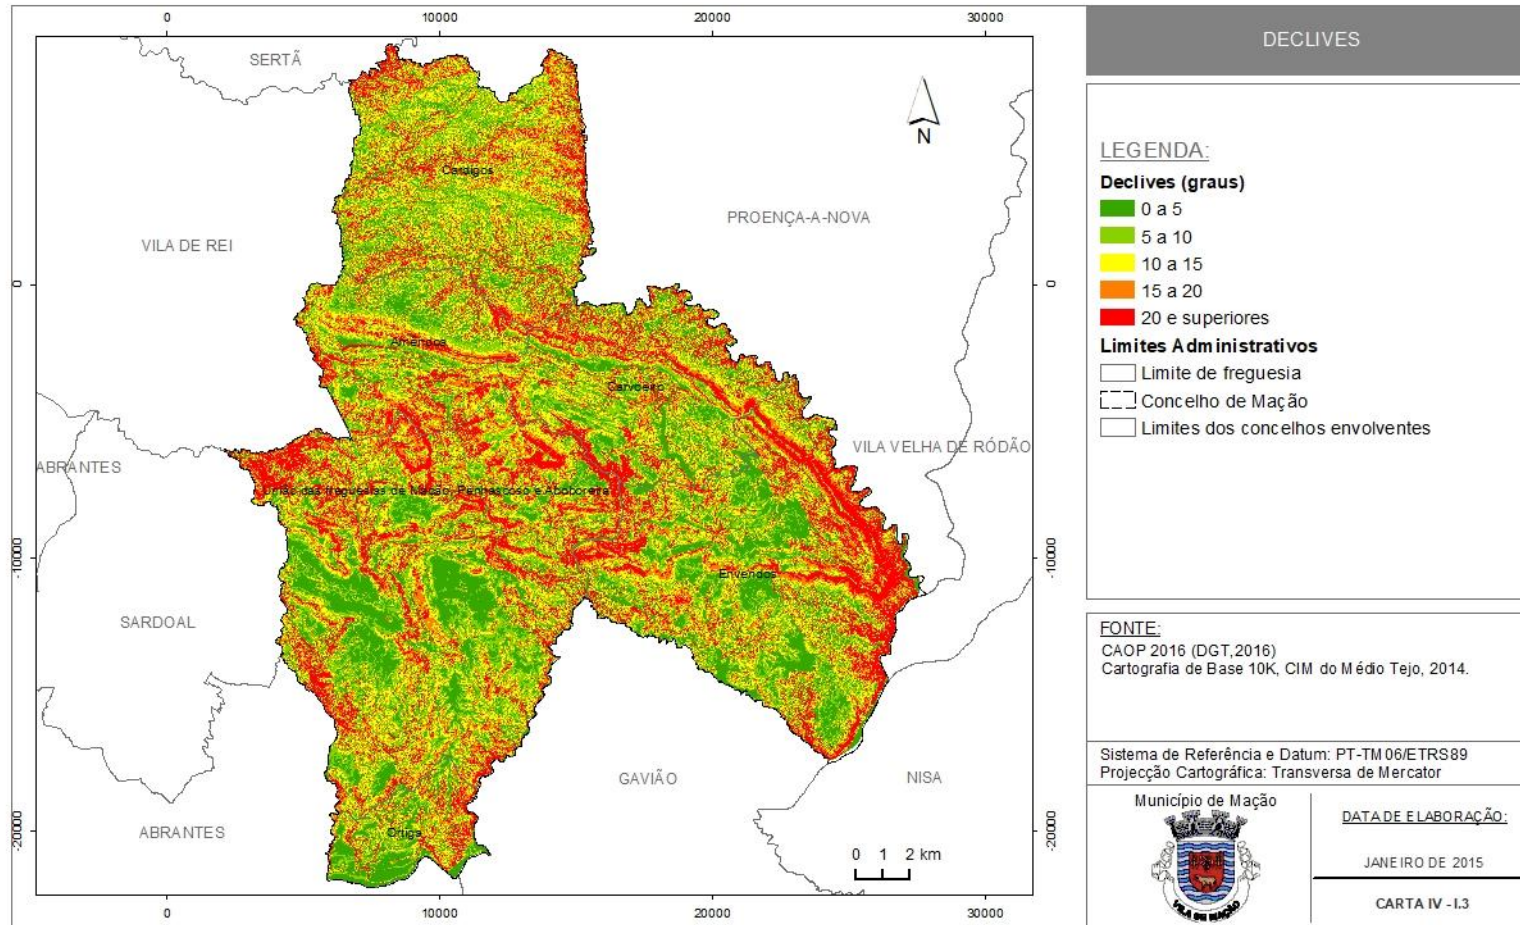 0
10000
20000
30000
DECLIVES
SERTÃ
N
Cardigos
PROENÇA-A-NOVA
VILA DE REI
0
0
Amêndoa
Carvoeiro
VILA VELHA DE RÓDÃO
ABRANTES
União das freguesias de Mação, Penhascoso e Aboboreira
-10000
-10000
Envendos
SARDOAL
GAVIÃO
NISA
ABRANTES
-20000
-20000
Ortiga
0 1 2 km
0
10000
20000
30000
LEGENDA:
Declives (graus)
0 a 5
5 a 10
10 a 15
15 a 20
20 e superiores
Limites Administrativos
Limite de freguesia
Concelho de Mação
Limites dos concelhos envolventes
FONTE:
CAOP 2016 (DGT,2016)
Cartografia de Base 10K, CIM do Médio Tejo, 2014.
Sistema de Referência e Datum: PT-TM06/ETRS89
Projecção Cartográfica: Transversa de Mercator
Município de Mação
VILA DE MAÇÃO
DATA DE ELABORAÇÃO:
JANEIRO DE 2015
CARTA IV - I.3